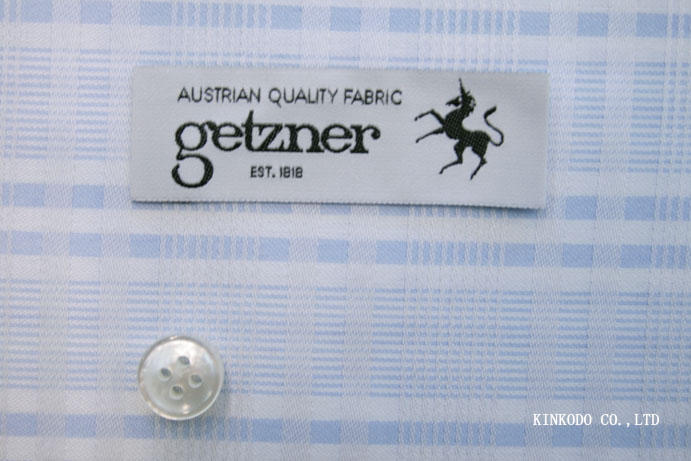 AUSTRIAN QUALITY FABRIC
getzner
EST. 1818
KINKODO CO.,LTD